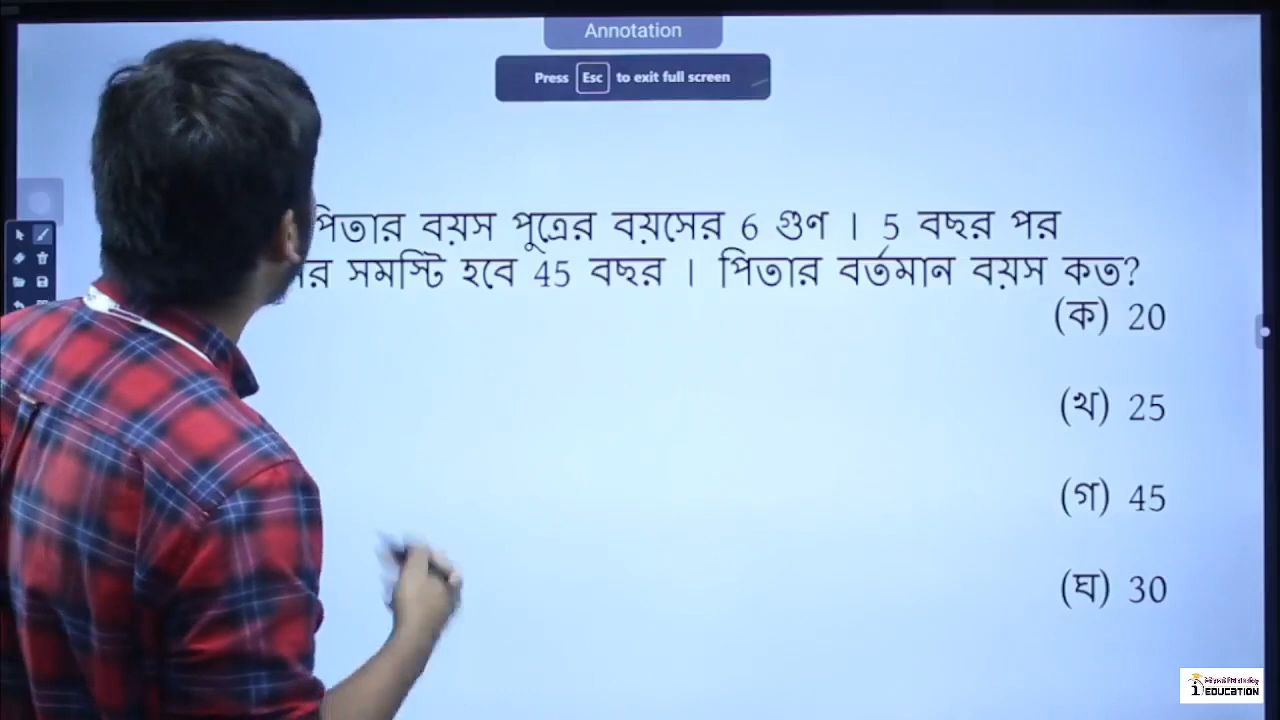 Annotation
Press Esc to exit full screen
পিতার বয়স পুত্রের বয়সের 6 গুণ । 5 বছর পর
সমস্টি হবে 45 বছর । পিতার বর্তমান বয়স কত?
(ক) 20
(খ) 25
(গ) 45
(ঘ) 30
EDUCATION